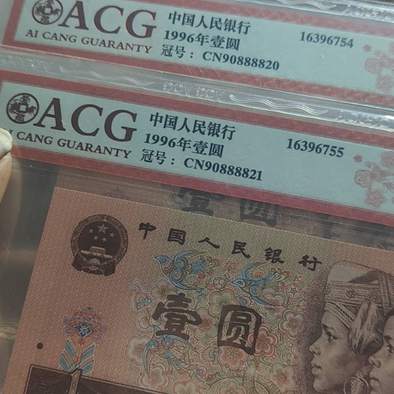 ACG
AI CANG GUARANTY
中国人民银行
1996年壹圆
冠号：CN90888820
16396754
ACG
CANG GUARANTY
中国人民银行
1996年壹圆
冠号：CN90888821
16396755
壹圆
中国人民银行
壹圆